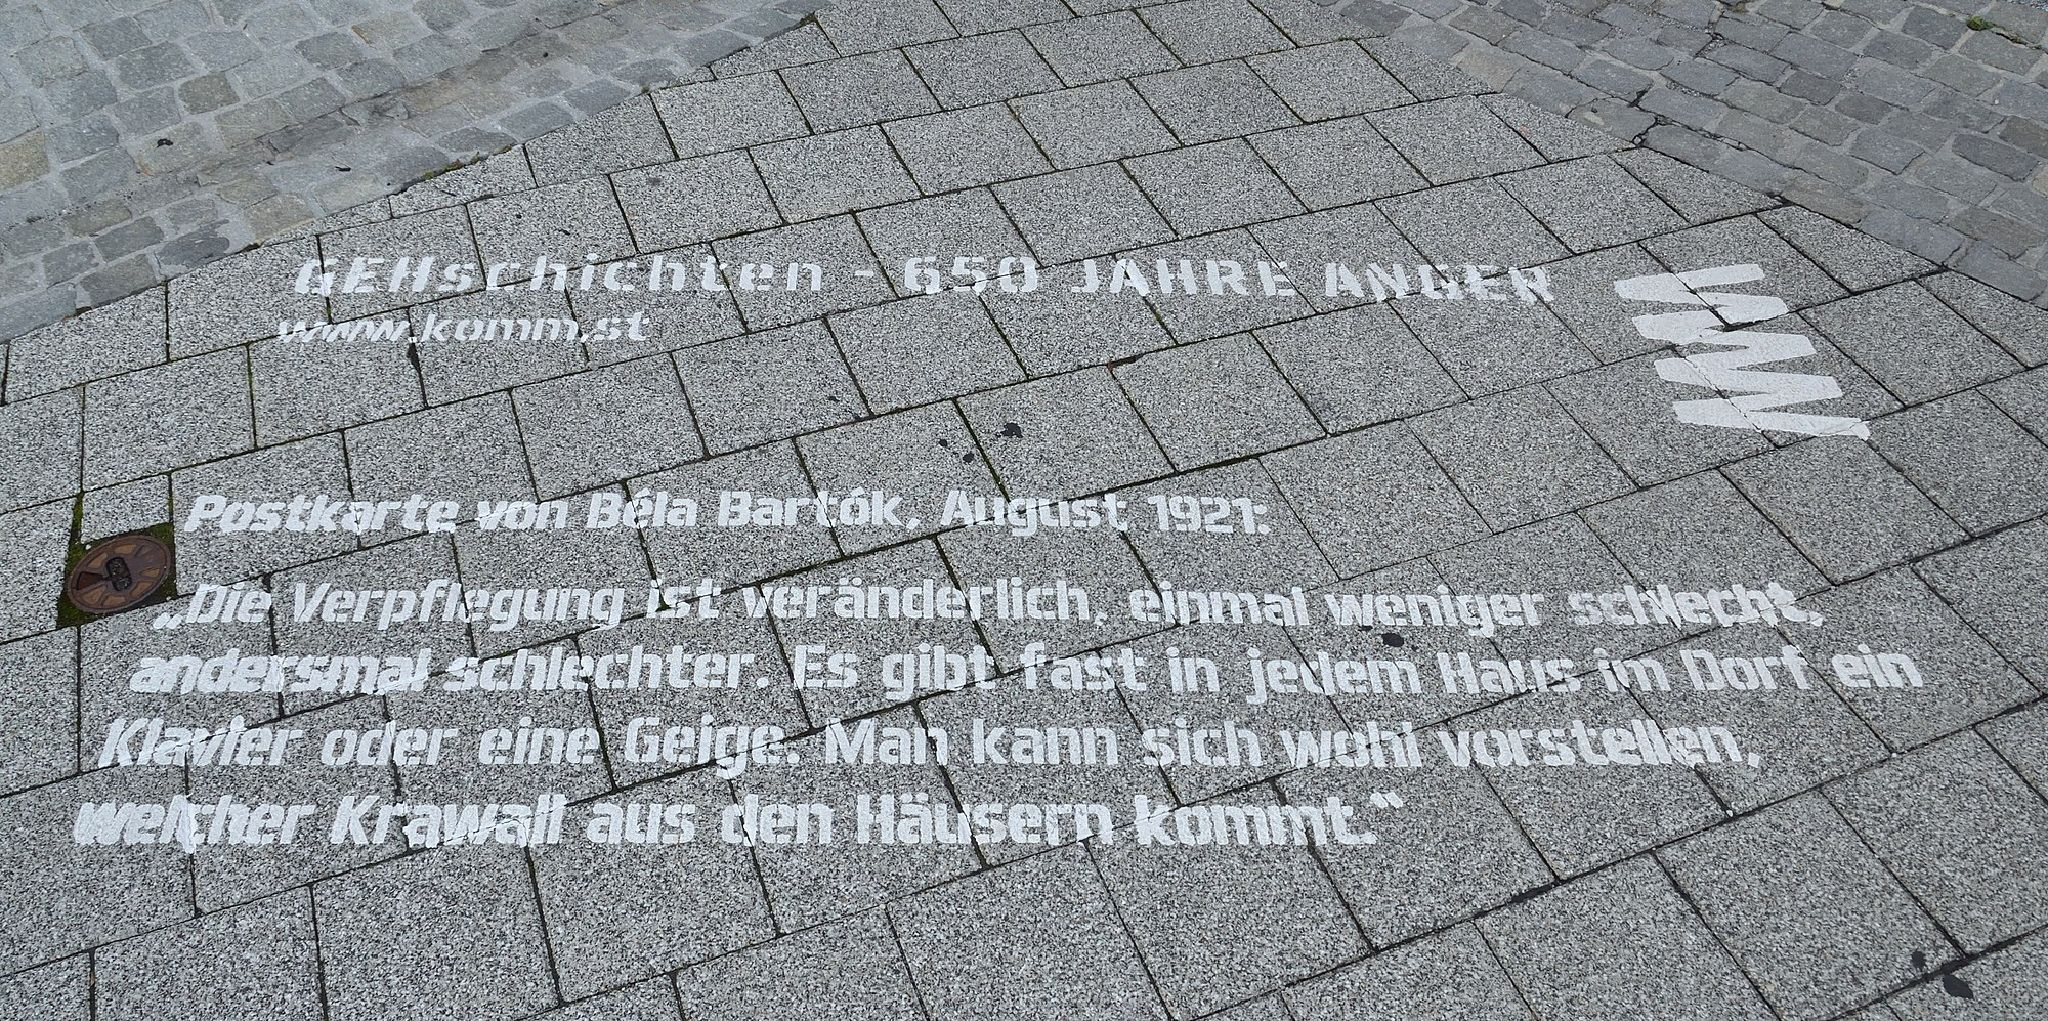 GEHschichten - 650 JAHRE ANGER
www.komm.st
Postkarte von Béla Bartók, August 1921:
„Die Verpflegung ist veränderlich, einmal weniger schlecht,
andersmal schlechter. Es gibt fast in jedem Haus im Dorf ein
Klavier oder eine Geige. Man kann sich wohl vorstellen,
welcher Krawall aus den Häusern kommt.“